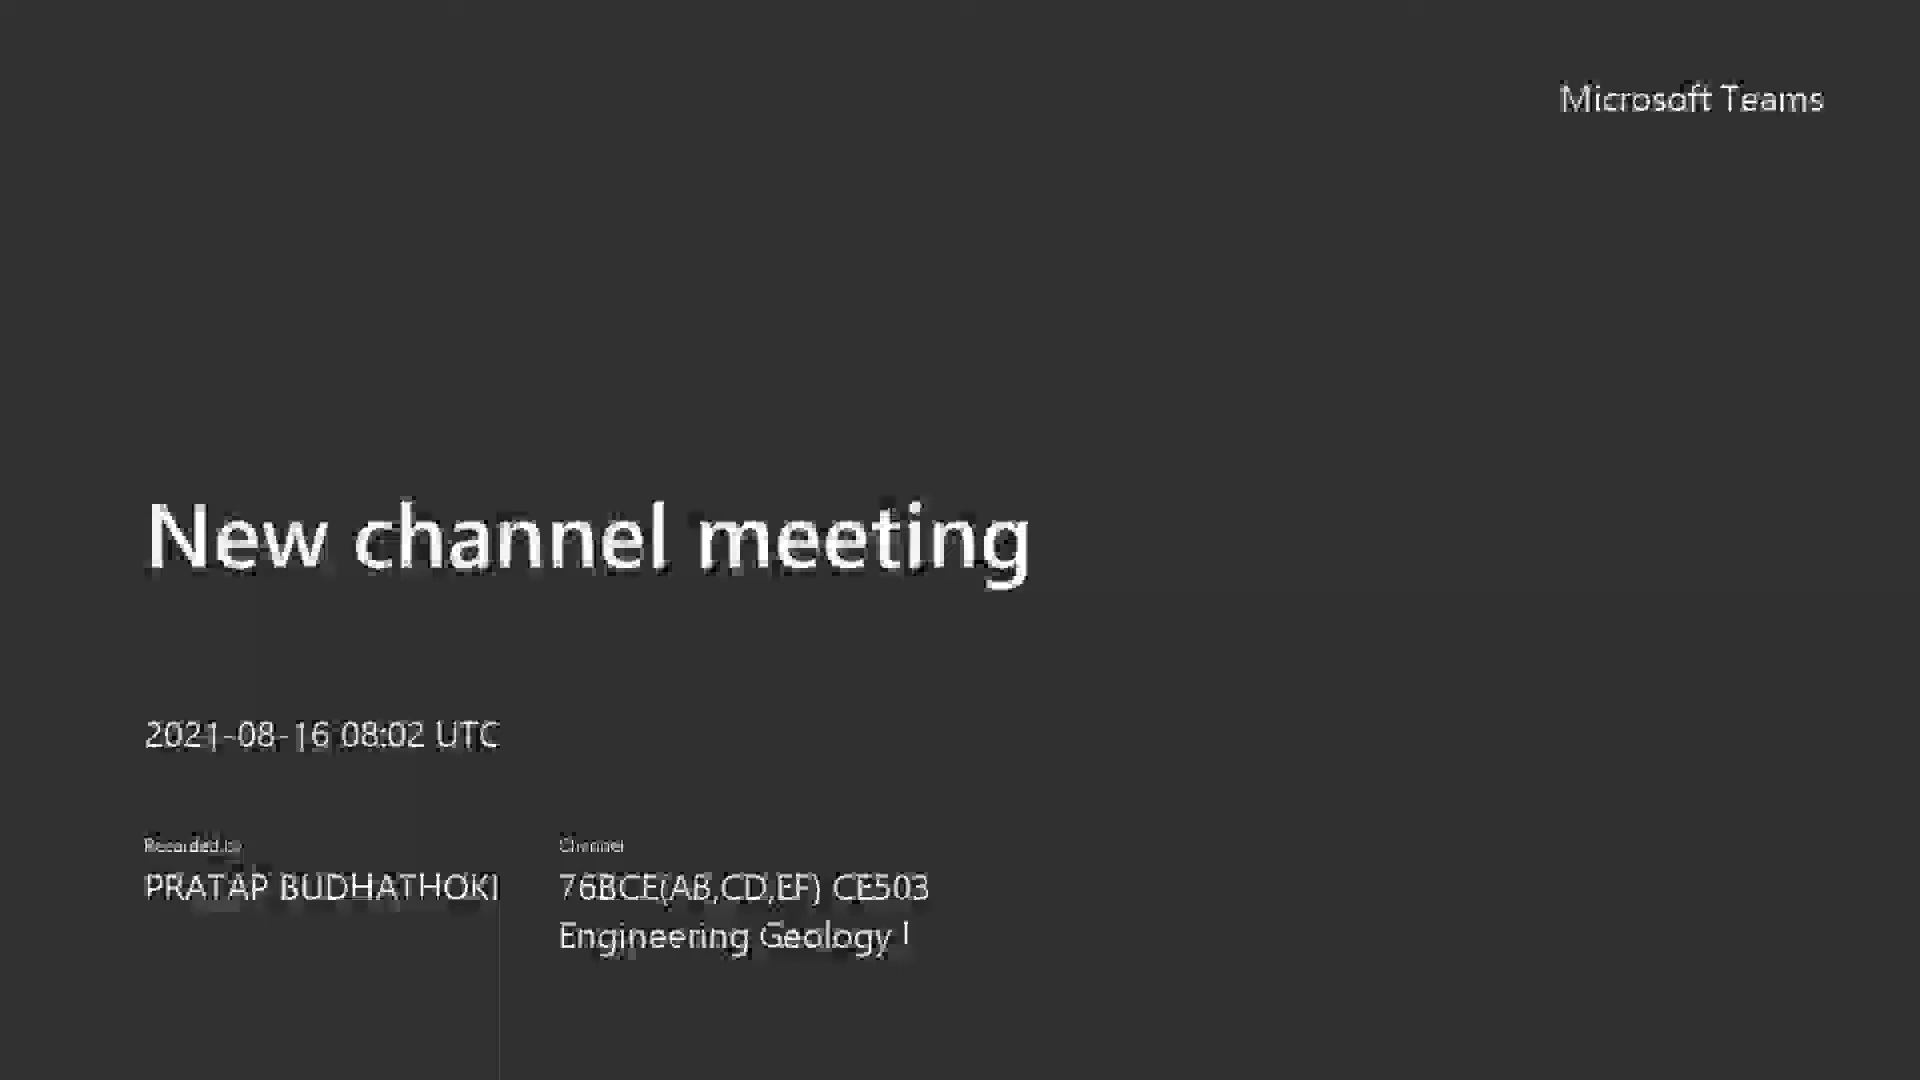 Microsoft Teams
New channel meeting
2021-08-16 08:02 UTC
Recorded by
PRATAP BUDHATHOKI
Channel
76BCE(AB,CD,EF) CE503
Engineering Geology I